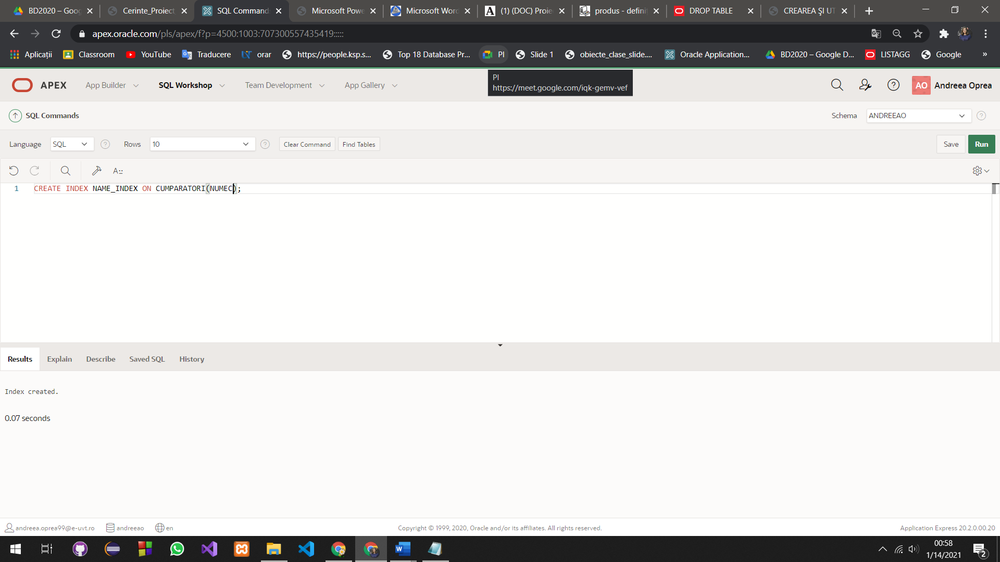 BD2020 – Goog
Cerinte_Proiect
SQL Command
Microsoft Powe
Microsoft Word
(1) (DOC) Proie
produs - defini
DROP TABLE
CREAREA ŞI UT
apex.oracle.com/pls/apex/f?p=4500:1003:707300557435419:::::
Aplicații
Classroom
YouTube
Traducere
orar
https://people.ksp.s...
Top 18 Database Pr...
PI
Slide 1
obiecte_clase_slide....
Oracle Application...
BD2020 – Google D...
LISTAGG
Google
»
PI
https://meet.google.com/iqk-gemv-vef
APEX
App Builder
SQL Workshop
Team Development
App Gallery
AO
Andreea Oprea
SQL Commands
Schema
ANDREEAO
Language
SQL
Rows
10
Clear Command
Find Tables
Save
Run
1 CREATE INDEX NAME_INDEX ON CUMPARATORI(NUMEC);
Results
Explain
Describe
Saved SQL
History
Index created.
0.07 seconds
andreea.oprea99@e-uvt.ro
andreeao
en
Copyright © 1999, 2020, Oracle and/or its affiliates. All rights reserved.
Application Express 20.2.0.00.20
00:58
1/14/2021
2